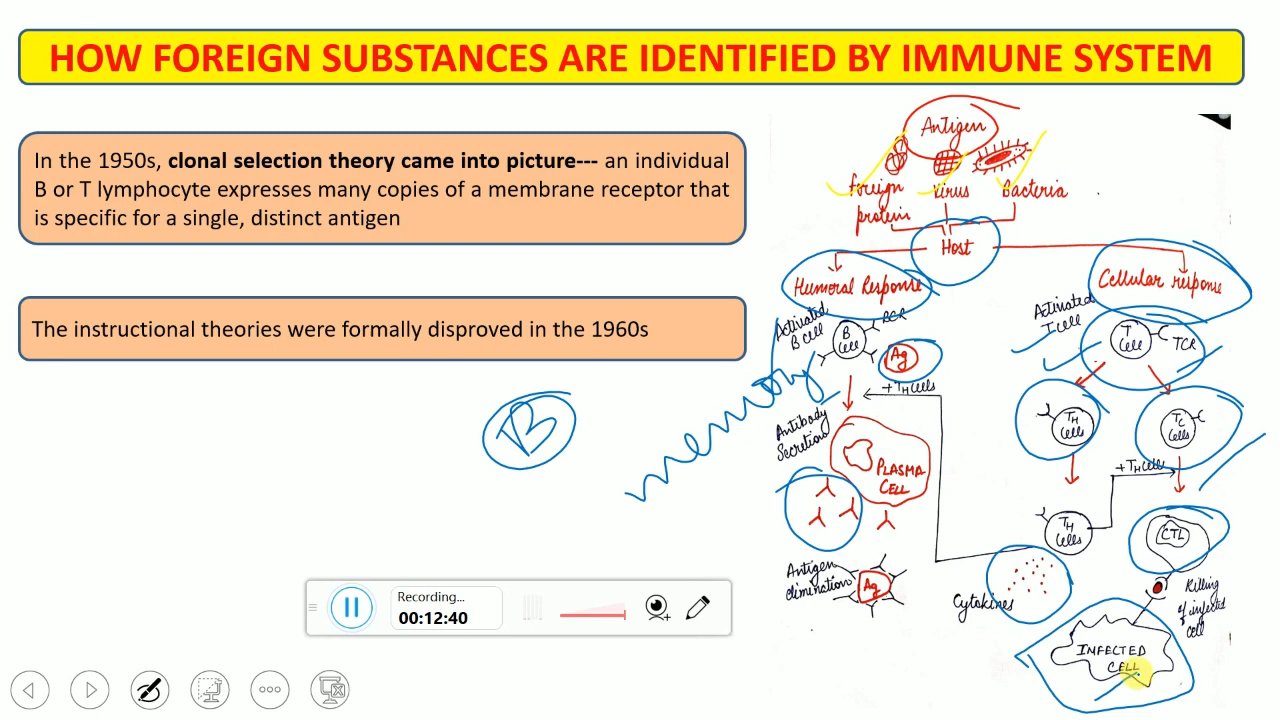 HOW FOREIGN SUBSTANCES ARE IDENTIFIED BY IMMUNE SYSTEM
In the 1950s, clonal selection theory came into picture--- an individual
B or T lymphocyte expresses many copies of a membrane receptor that
is specific for a single, distinct antigen
The instructional theories were formally disproved in the 1960s
B
memory
Antigen
foreign
protein
Virus
Bacteria
Host
Humoral Response
Cellular response
Activated
B cell
B
Cell
BCR
Ag
+ TH Cells
Antibody
Secretion
PLASMA
CELL
Antigen
elimination
Ag
Activated
T cell
T
Cell
TCR
TH
Cells
TC
Cells
+ TH Cells
TH
Cells
CTL
Cytokines
Killing
of infected
cell
INFECTED
CELL
Recording...
00:12:40